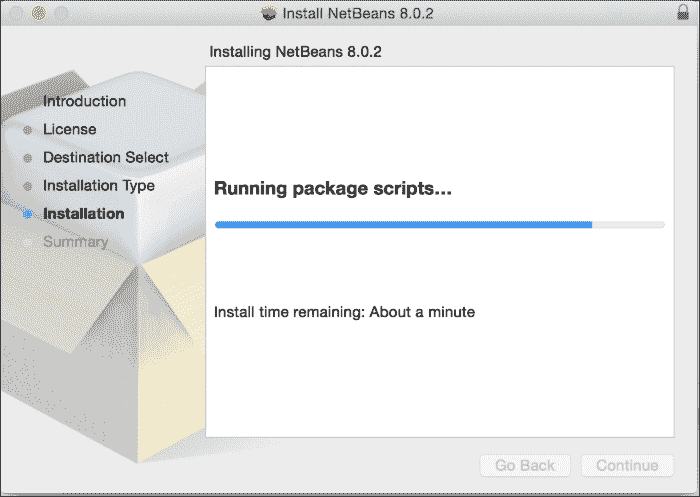 Install NetBeans 8.0.2
Installing NetBeans 8.0.2
Introduction
License
Destination Select
Installation Type
Installation
Summary
Running package scripts...
Install time remaining: About a minute
Go Back
Continue